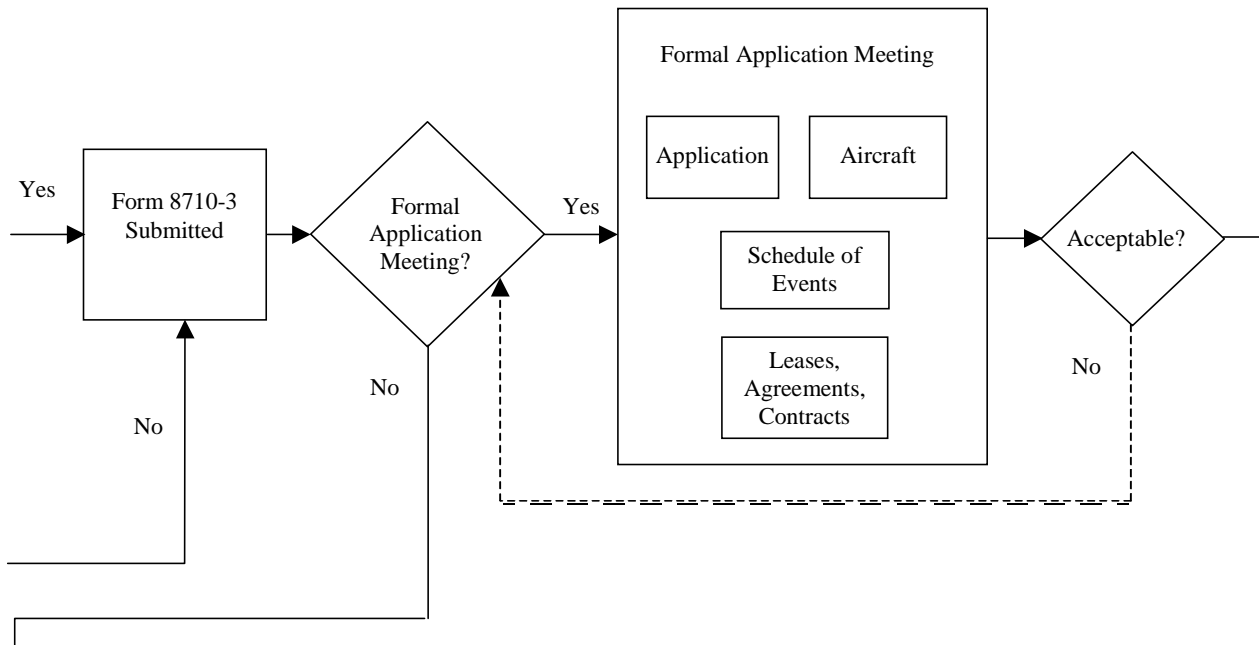 Yes
Form 8710-3
Submitted
No
Formal
Application
Meeting?
No
Yes
Formal Application Meeting
Application
Aircraft
Schedule of
Events
Leases,
Agreements,
Contracts
Acceptable?
No